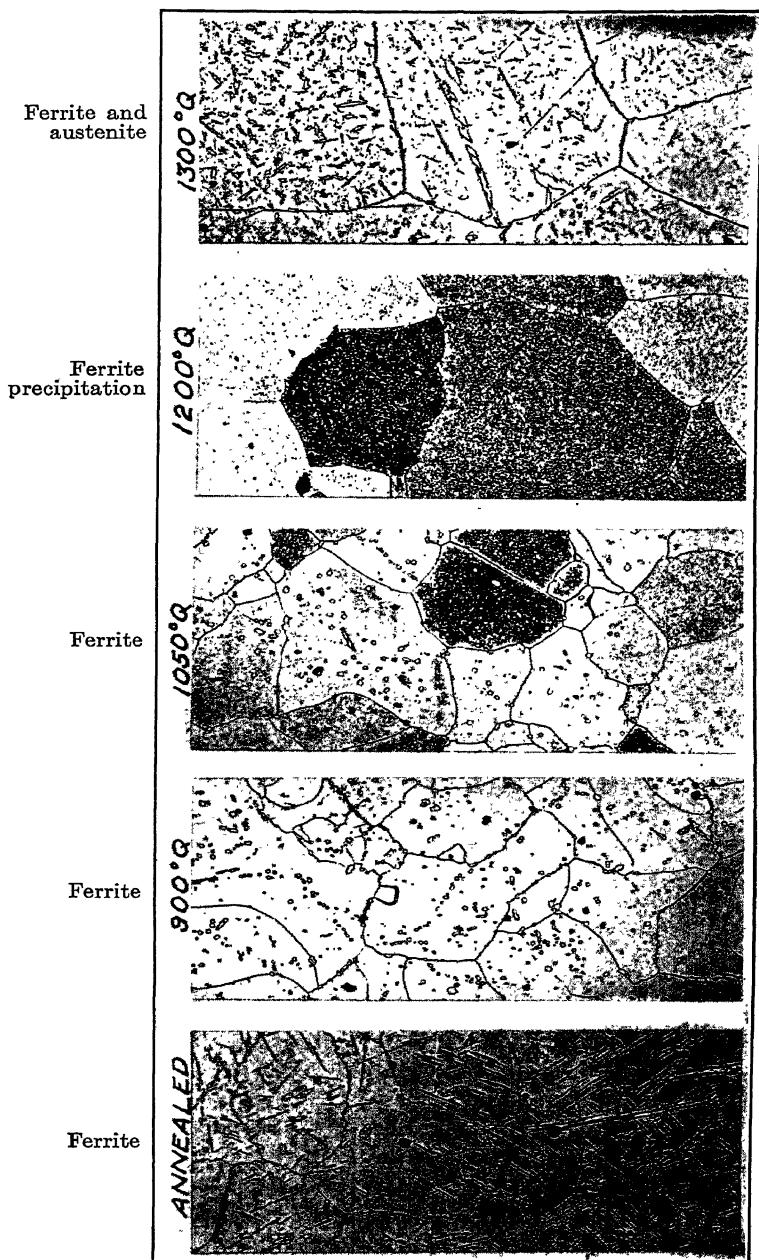 Ferrite and
austenite
1300°Q
Ferrite
precipitation
1200°Q
Ferrite
1050°Q
Ferrite
900°Q
Ferrite
ANNEALED